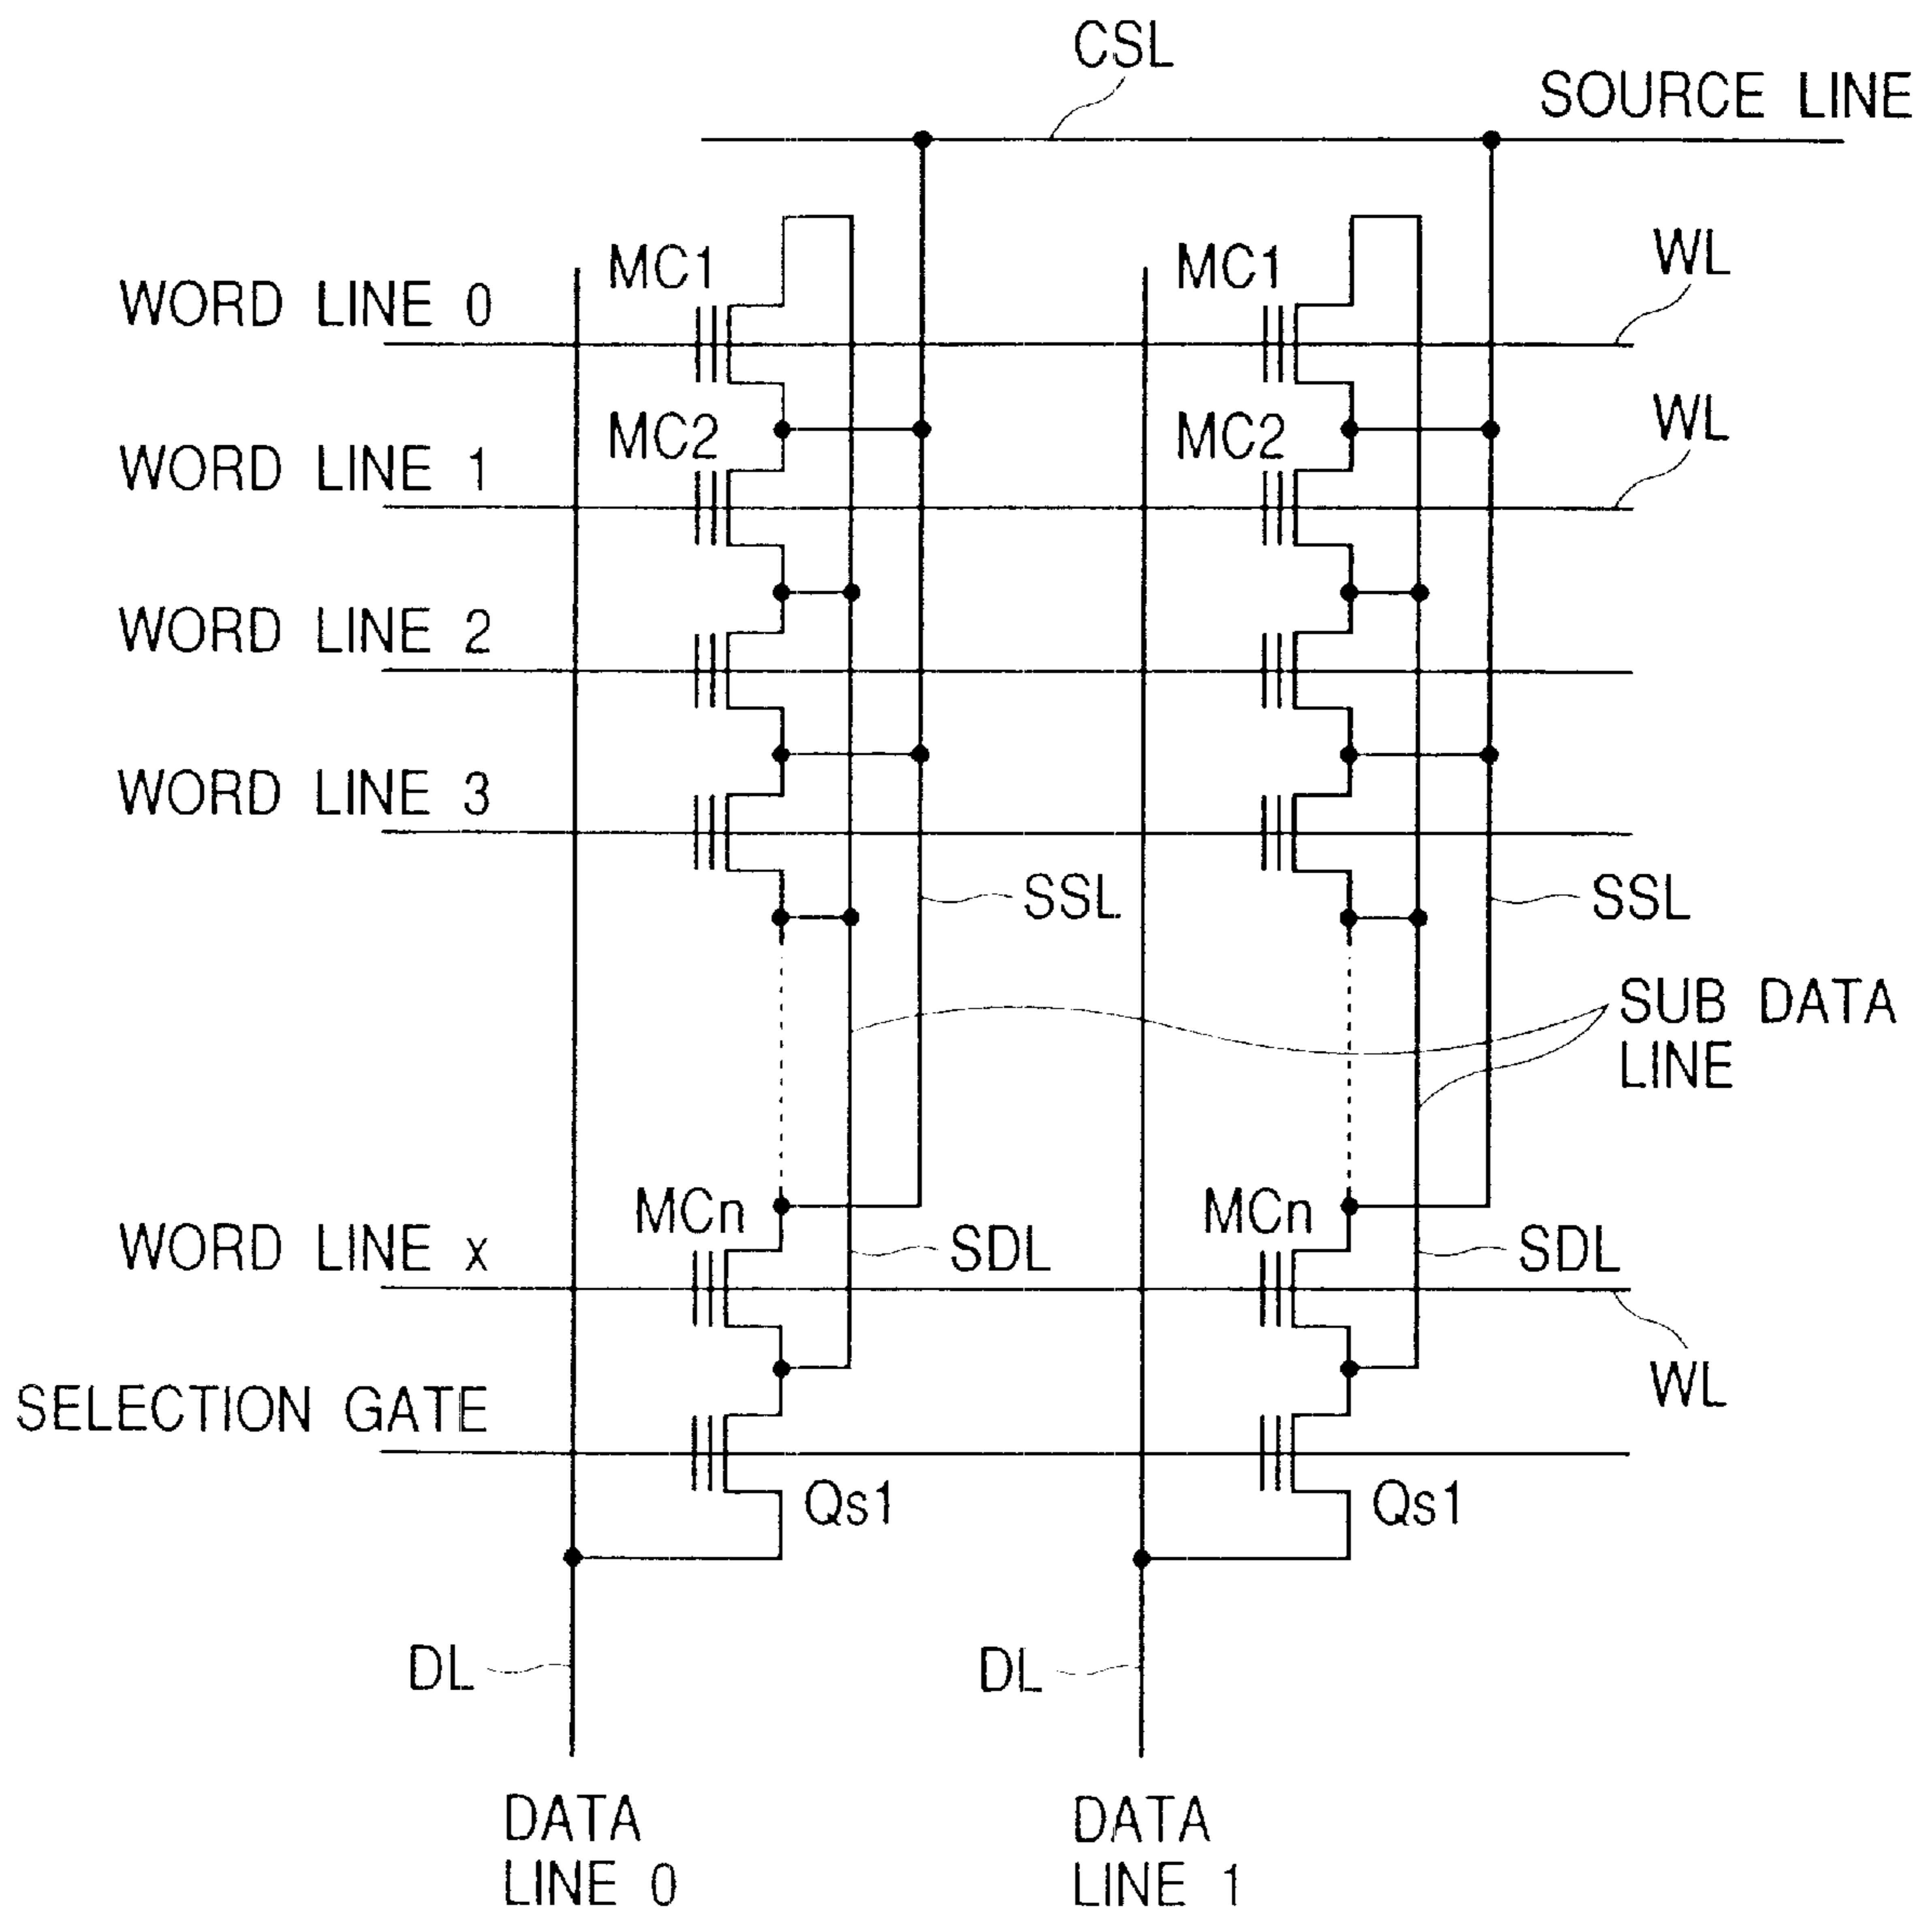 CSL
SOURCE LINE
MC1
MC1
WL
WORD LINE 0
MC2
MC2
WL
WORD LINE 1
WORD LINE 2
WORD LINE 3
SSL
SSL
SUB DATA
LINE
MCn
MCn
WORD LINE x
SDL
SDL
WL
SELECTION GATE
Qs1
Qs1
DL
DL
DATA
LINE 0
DATA
LINE 1